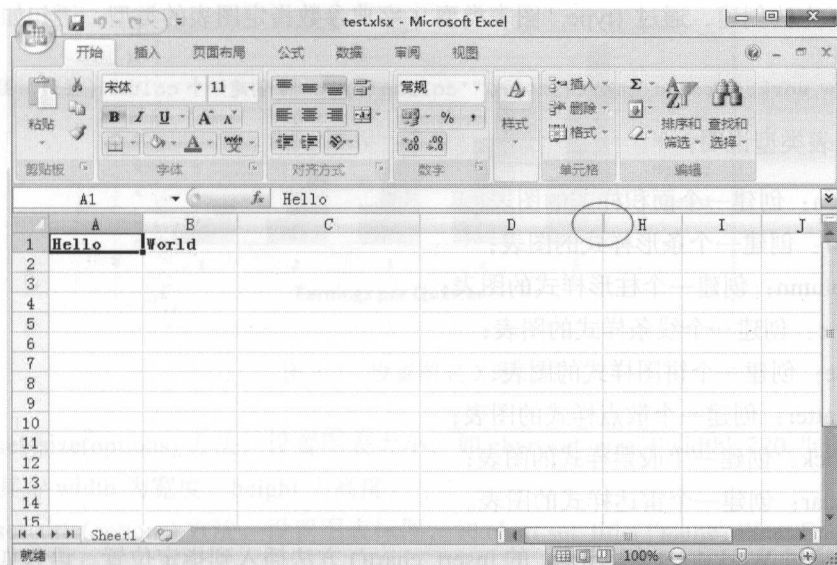 test.xlsx - Microsoft Excel
开始 插入 页面布局 公式 数据 审阅 视图
宋体 11 常规 插入 Σ
B I U A A % , 样式 删除 排序和 查找和
粘贴 A 格式 筛选 选择
剪贴板 字体 对齐方式 数字 单元格 编辑
A1 fx Hello
A B C D H I J
1 Hello World
2
3
4
5
6
7
8
9
10
11
12
13
14
15
Sheet1
就绪 100%